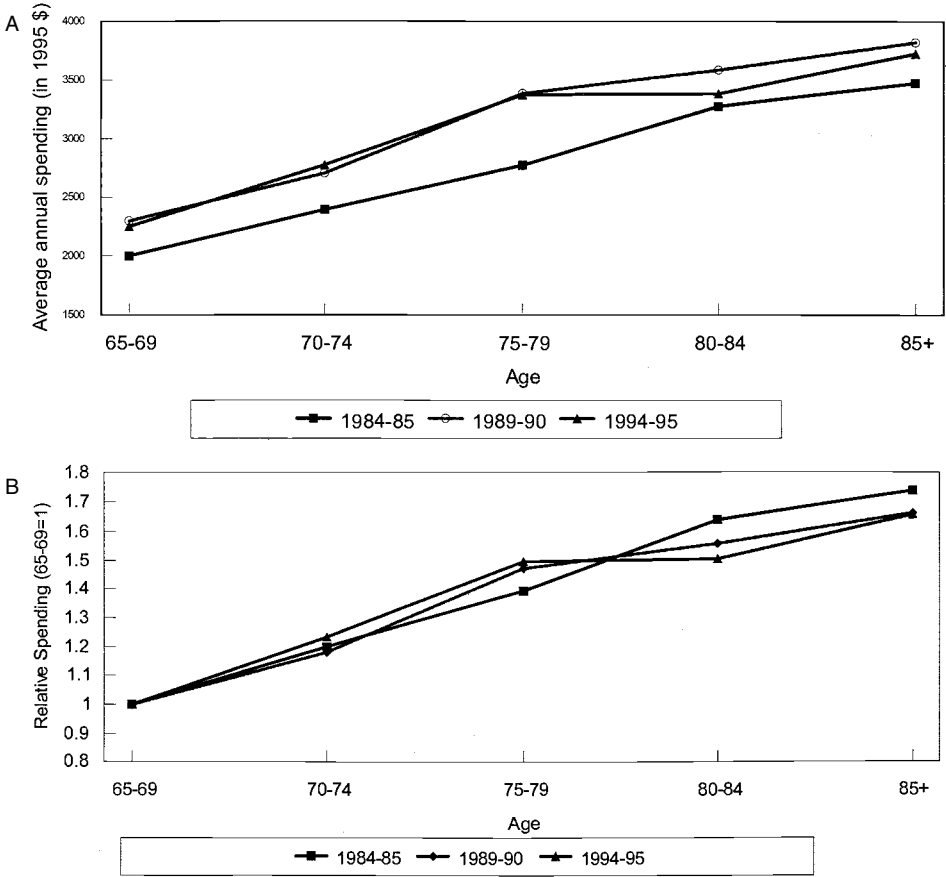 A
Average annual spending (in 1995 $)
4000
3500
3000
2500
2000
1500
65-69 70-74 75-79 80-84 85+
Age
1984-85 1989-90 1994-95
B
Relative Spending (65-69=1)
1.8
1.7
1.6
1.5
1.4
1.3
1.2
1.1
1
0.9
0.8
65-69 70-74 75-79 80-84 85+
Age
1984-85 1989-90 1994-95